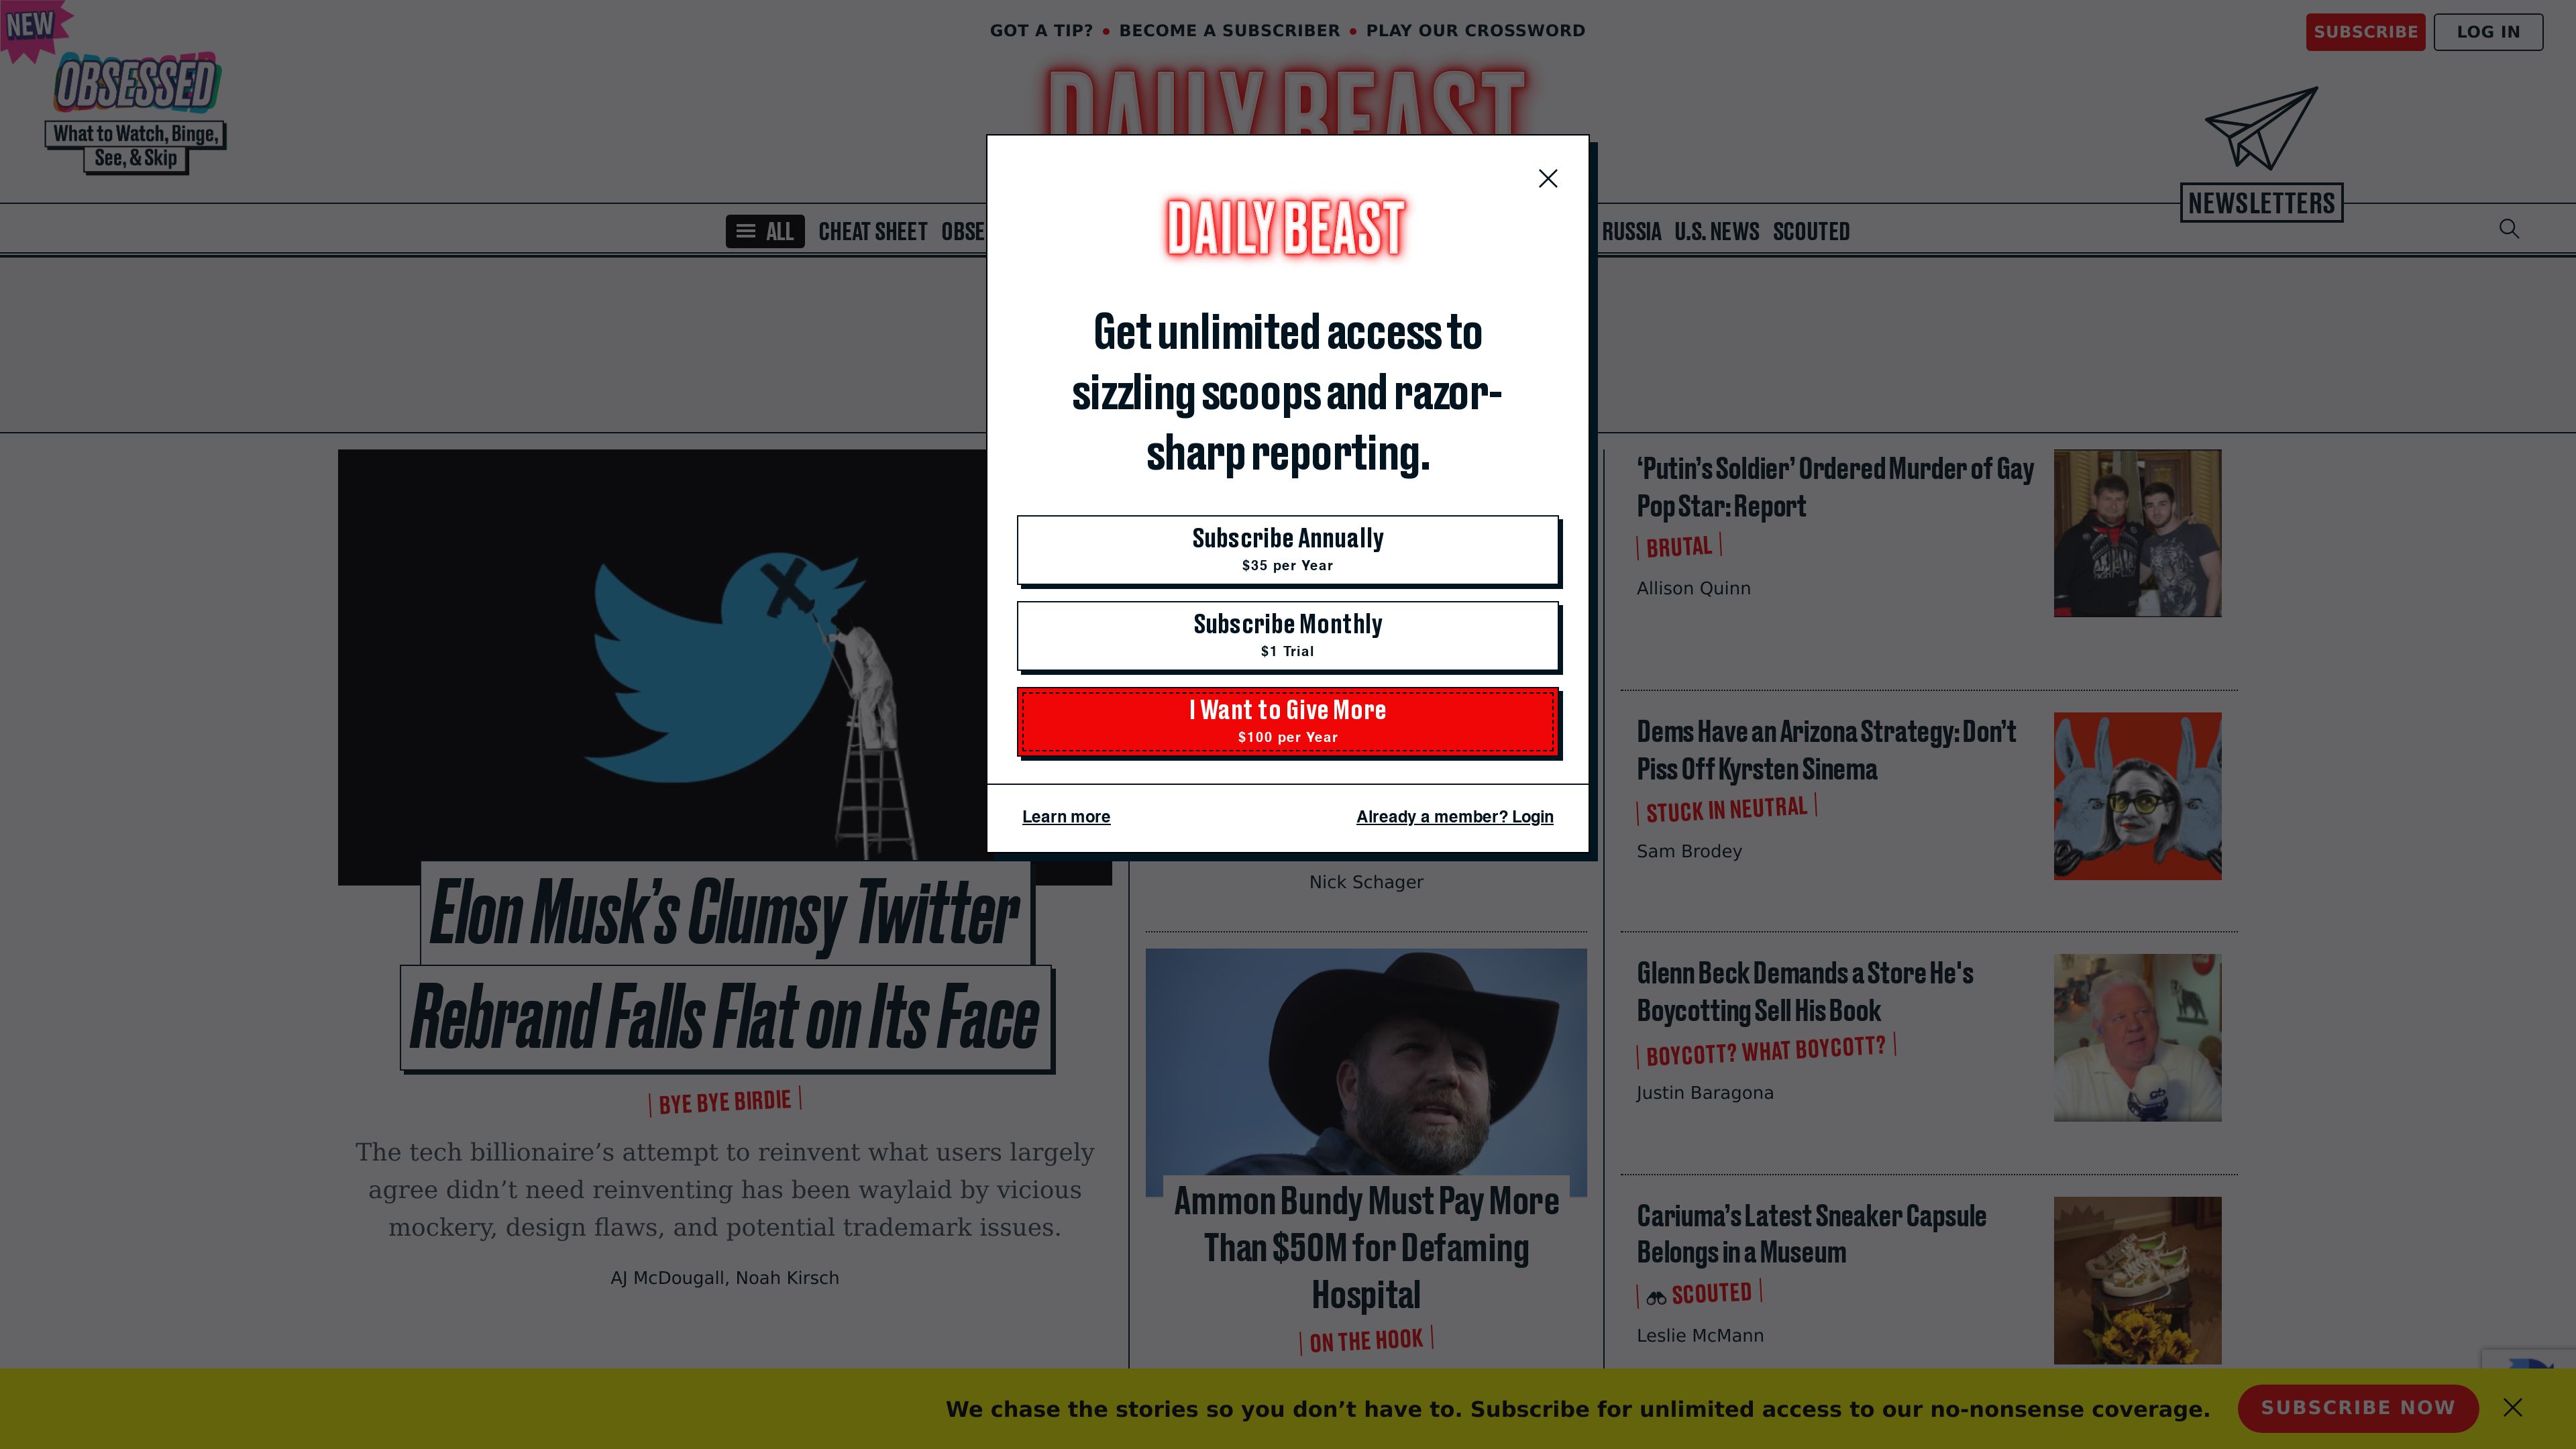 NEW
OBSESSED
What to Watch, Binge,
See, & Skip
GOT A TIP? • BECOME A SUBSCRIBER • PLAY OUR CROSSWORD
SUBSCRIBE
LOG IN
DAILY BEAST
NEWSLETTERS
ALL CHEAT SHEET OBSE
RUSSIA U.S. NEWS SCOUTED
DAILY BEAST
Get unlimited access to
sizzling scoops and razor-
sharp reporting.
Subscribe Annually
$35 per Year
Subscribe Monthly
$1 Trial
I Want to Give More
$100 per Year
Learn more
Already a member? Login
Elon Musk’s Clumsy Twitter
Rebrand Falls Flat on Its Face
BYE BYE BIRDIE
The tech billionaire’s attempt to reinvent what users largely
agree didn’t need reinventing has been waylaid by vicious
mockery, design flaws, and potential trademark issues.
AJ McDougall, Noah Kirsch
Nick Schager
Ammon Bundy Must Pay More
Than $50M for Defaming
Hospital
ON THE HOOK
‘Putin’s Soldier’ Ordered Murder of Gay
Pop Star: Report
BRUTAL
Allison Quinn
Dems Have an Arizona Strategy: Don’t
Piss Off Kyrsten Sinema
STUCK IN NEUTRAL
Sam Brodey
Glenn Beck Demands a Store He's
Boycotting Sell His Book
BOYCOTT? WHAT BOYCOTT?
Justin Baragona
Cariuma’s Latest Sneaker Capsule
Belongs in a Museum
SCOUTED
Leslie McMann
We chase the stories so you don’t have to. Subscribe for unlimited access to our no-nonsense coverage.
SUBSCRIBE NOW